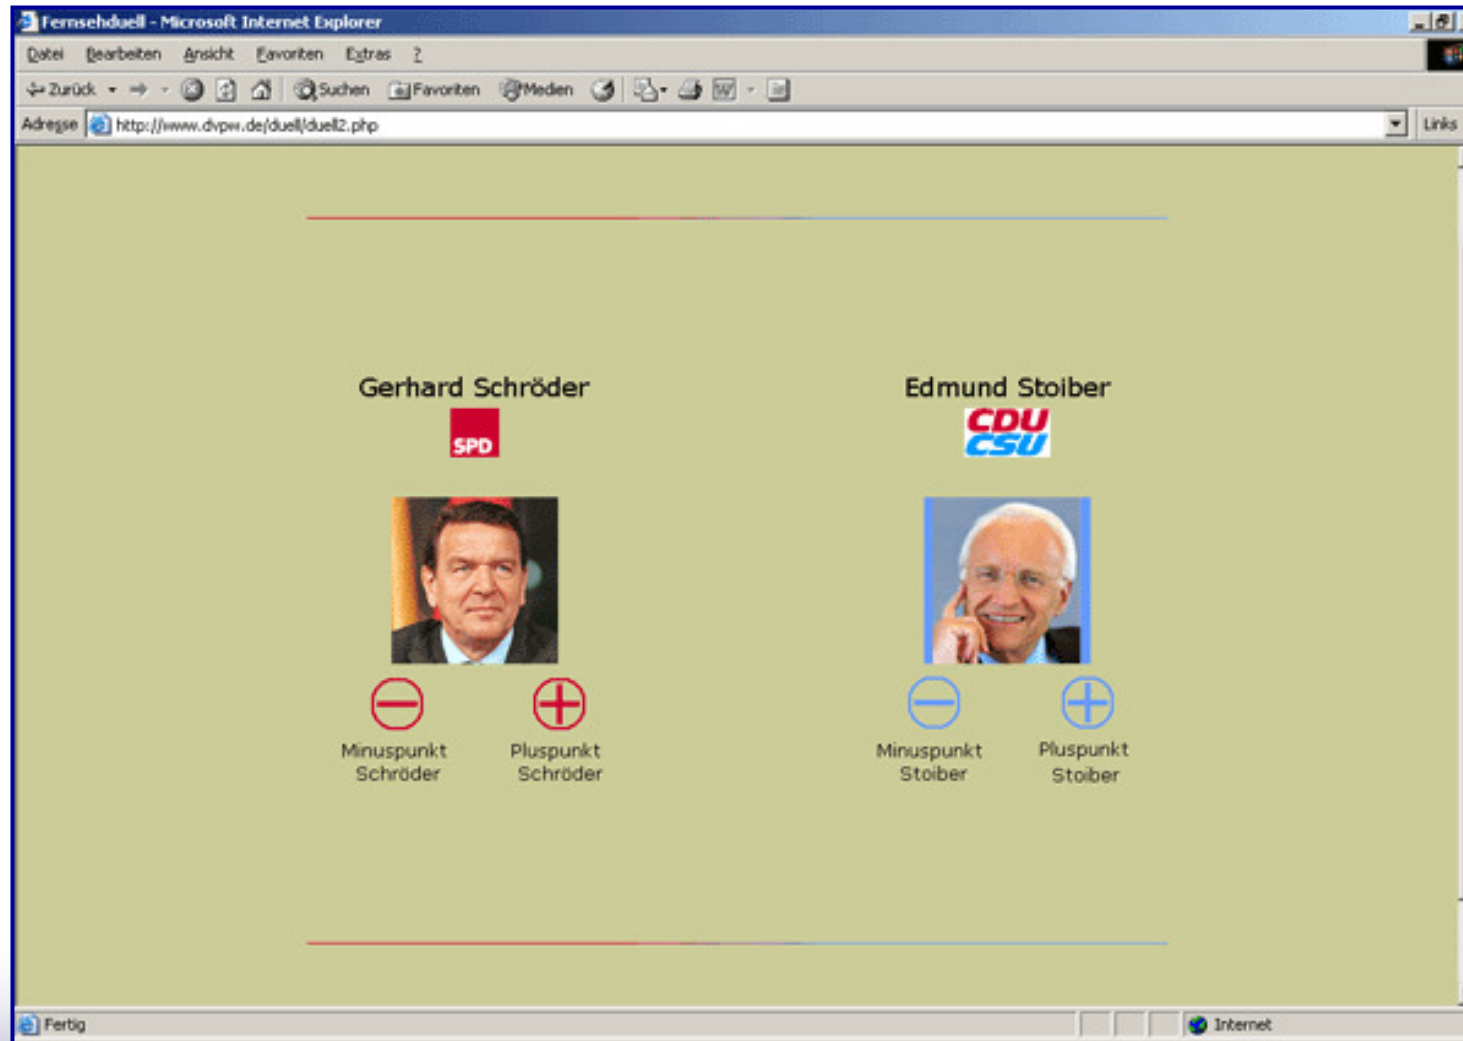 Fernsehduell - Microsoft Internet Explorer
Datei Bearbeiten Ansicht Favoriten Extras ?
Zurück Suchen Favoriten Medien
Adresse http://www.dvpw.de/duell/duell2.php Links
Gerhard Schröder Edmund Stoiber
SPD CDU
CSU
Minuspunkt Pluspunkt Minuspunkt Pluspunkt
Schröder Schröder Stoiber Stoiber
Fertig Internet